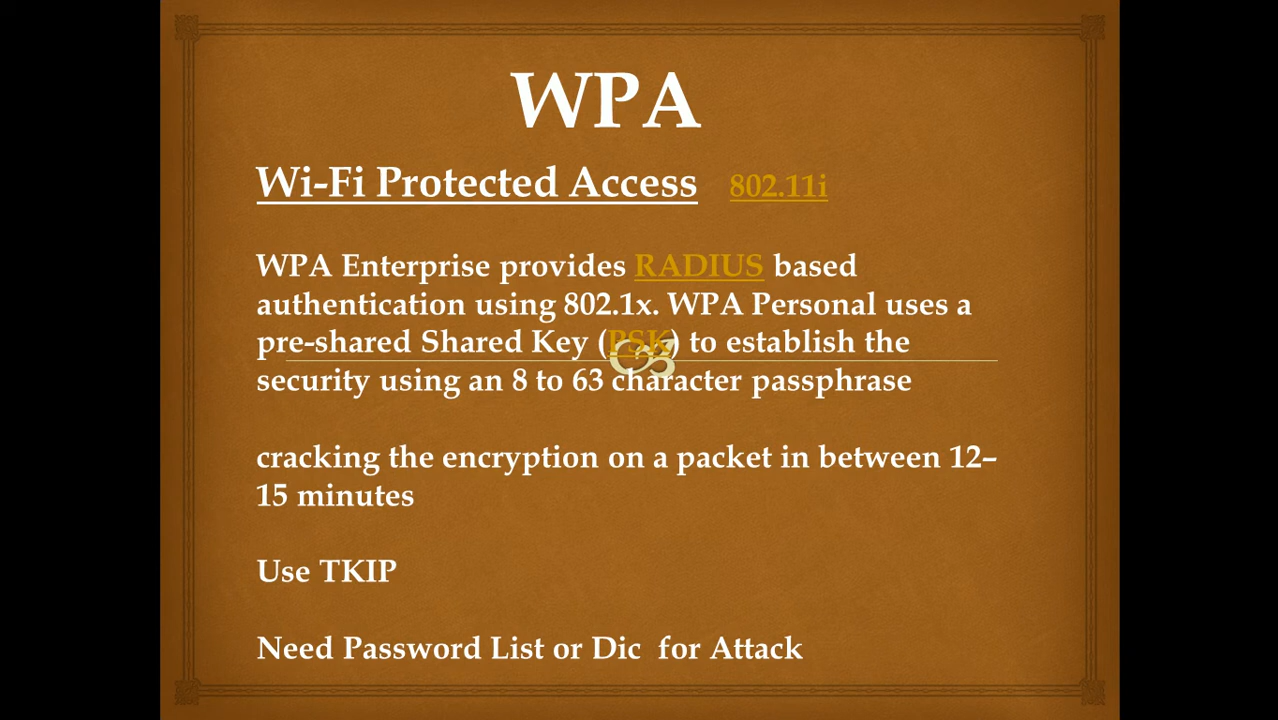 WPA
Wi-Fi Protected Access 802.11i
WPA Enterprise provides RADIUS based
authentication using 802.1x. WPA Personal uses a
pre-shared Shared Key (PSK) to establish the
security using an 8 to 63 character passphrase
cracking the encryption on a packet in between 12–
15 minutes
Use TKIP
Need Password List or Dic for Attack